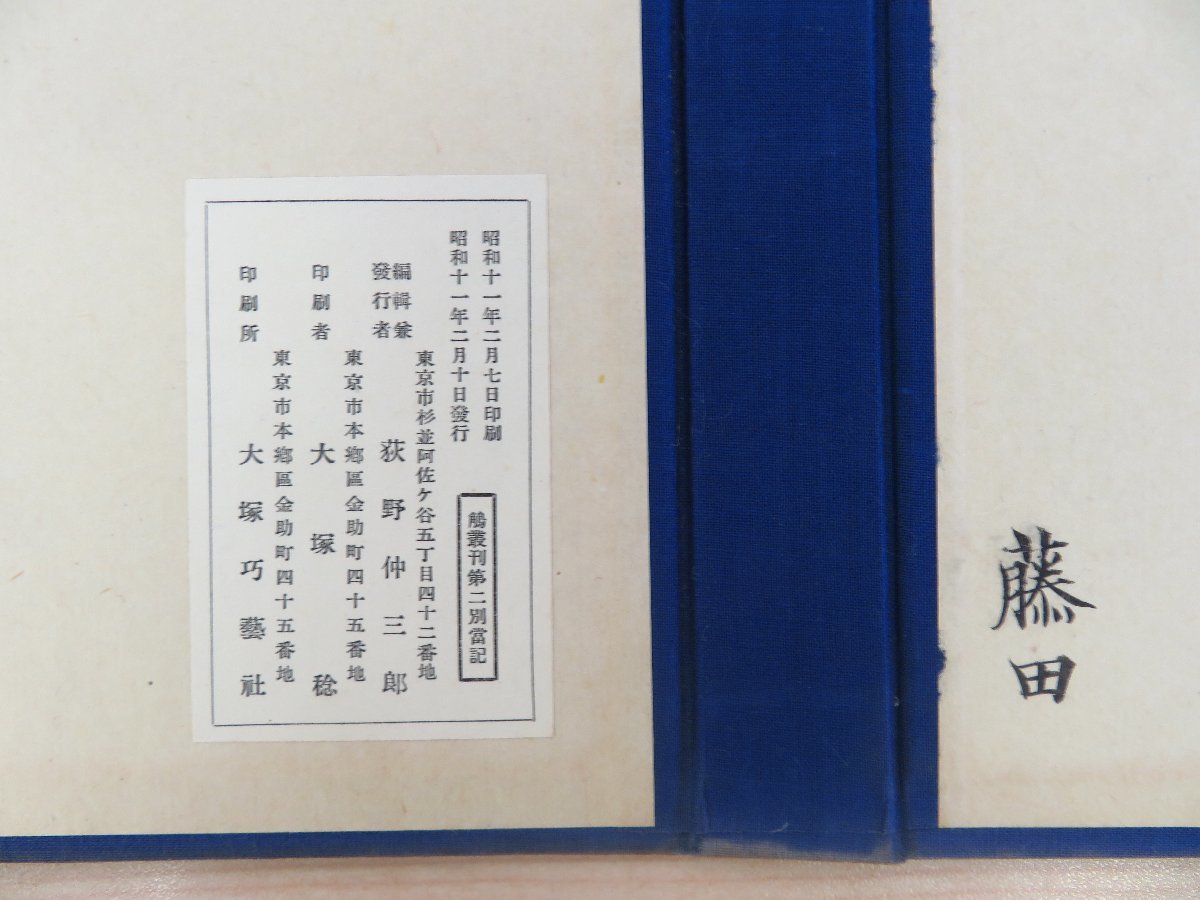 藤田
昭和十一年二月七日印刷
昭和十一年二月十日發行
鵤叢刊第二別當記
東京市杉並阿佐ケ谷五丁目四十二番地
編輯兼
發行者
荻野仲三郎
東京市本鄉區金助町四十五番地
印刷者 大塚稔
東京市本鄉區金助町四十五番地
印刷所 大塚巧藝社